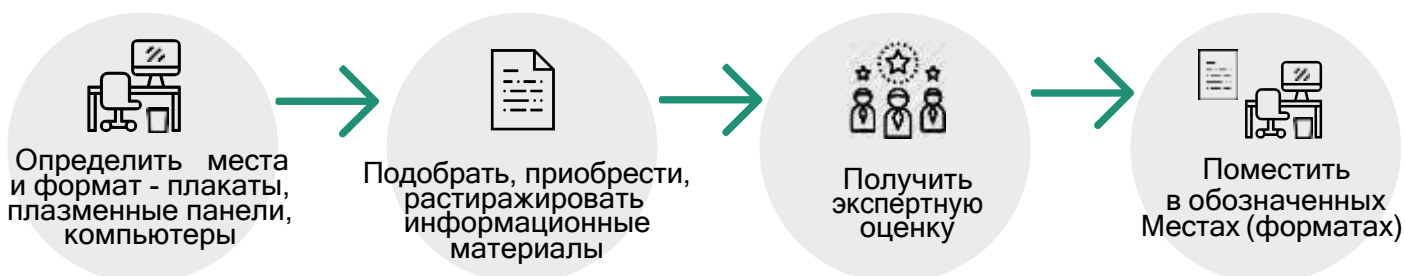 Определить места
и формат - плакаты,
плазменные панели,
компьютеры
Подобрать, приобрести,
растиражировать
информационные
материалы
Получить
экспертную
оценку
Поместить
в обозначенных
Местах (форматах)